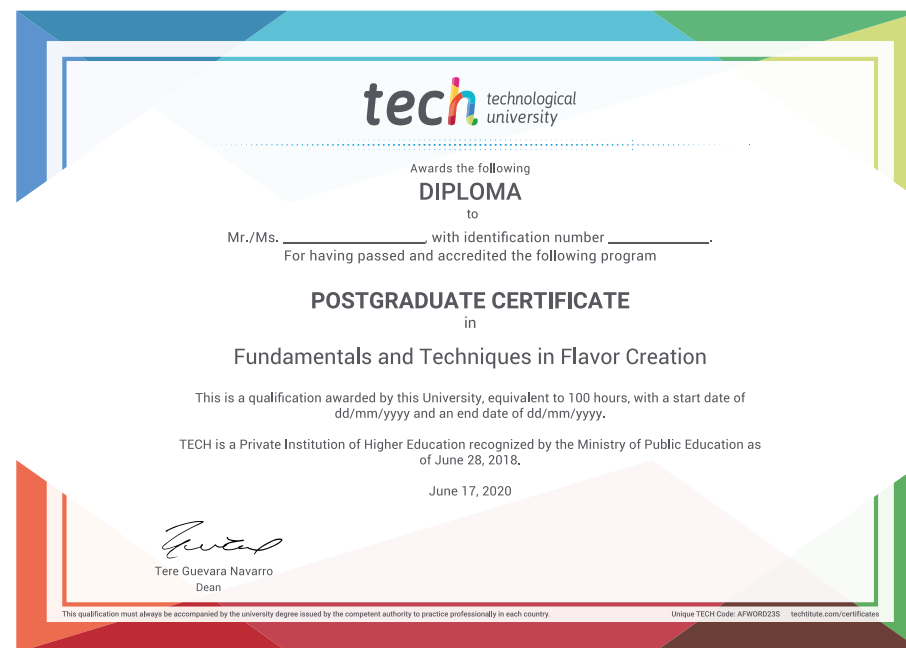 tech technological
university
Awards the following
DIPLOMA
to
Mr./Ms. ____________________, with identification number ______________.
For having passed and accredited the following program
POSTGRADUATE CERTIFICATE
in
Fundamentals and Techniques in Flavor Creation
This is a qualification awarded by this University, equivalent to 100 hours, with a start date of
dd/mm/yyyy and an end date of dd/mm/yyyy.
TECH is a Private Institution of Higher Education recognized by the Ministry of Public Education as
of June 28, 2018.
June 17, 2020
Tere Guevara Navarro
Dean
This qualification must always be accompanied by the university degree issued by the competent authority to practice professionally in each country. Unique TECH Code: AFWORD23S techtitute.com/certificates